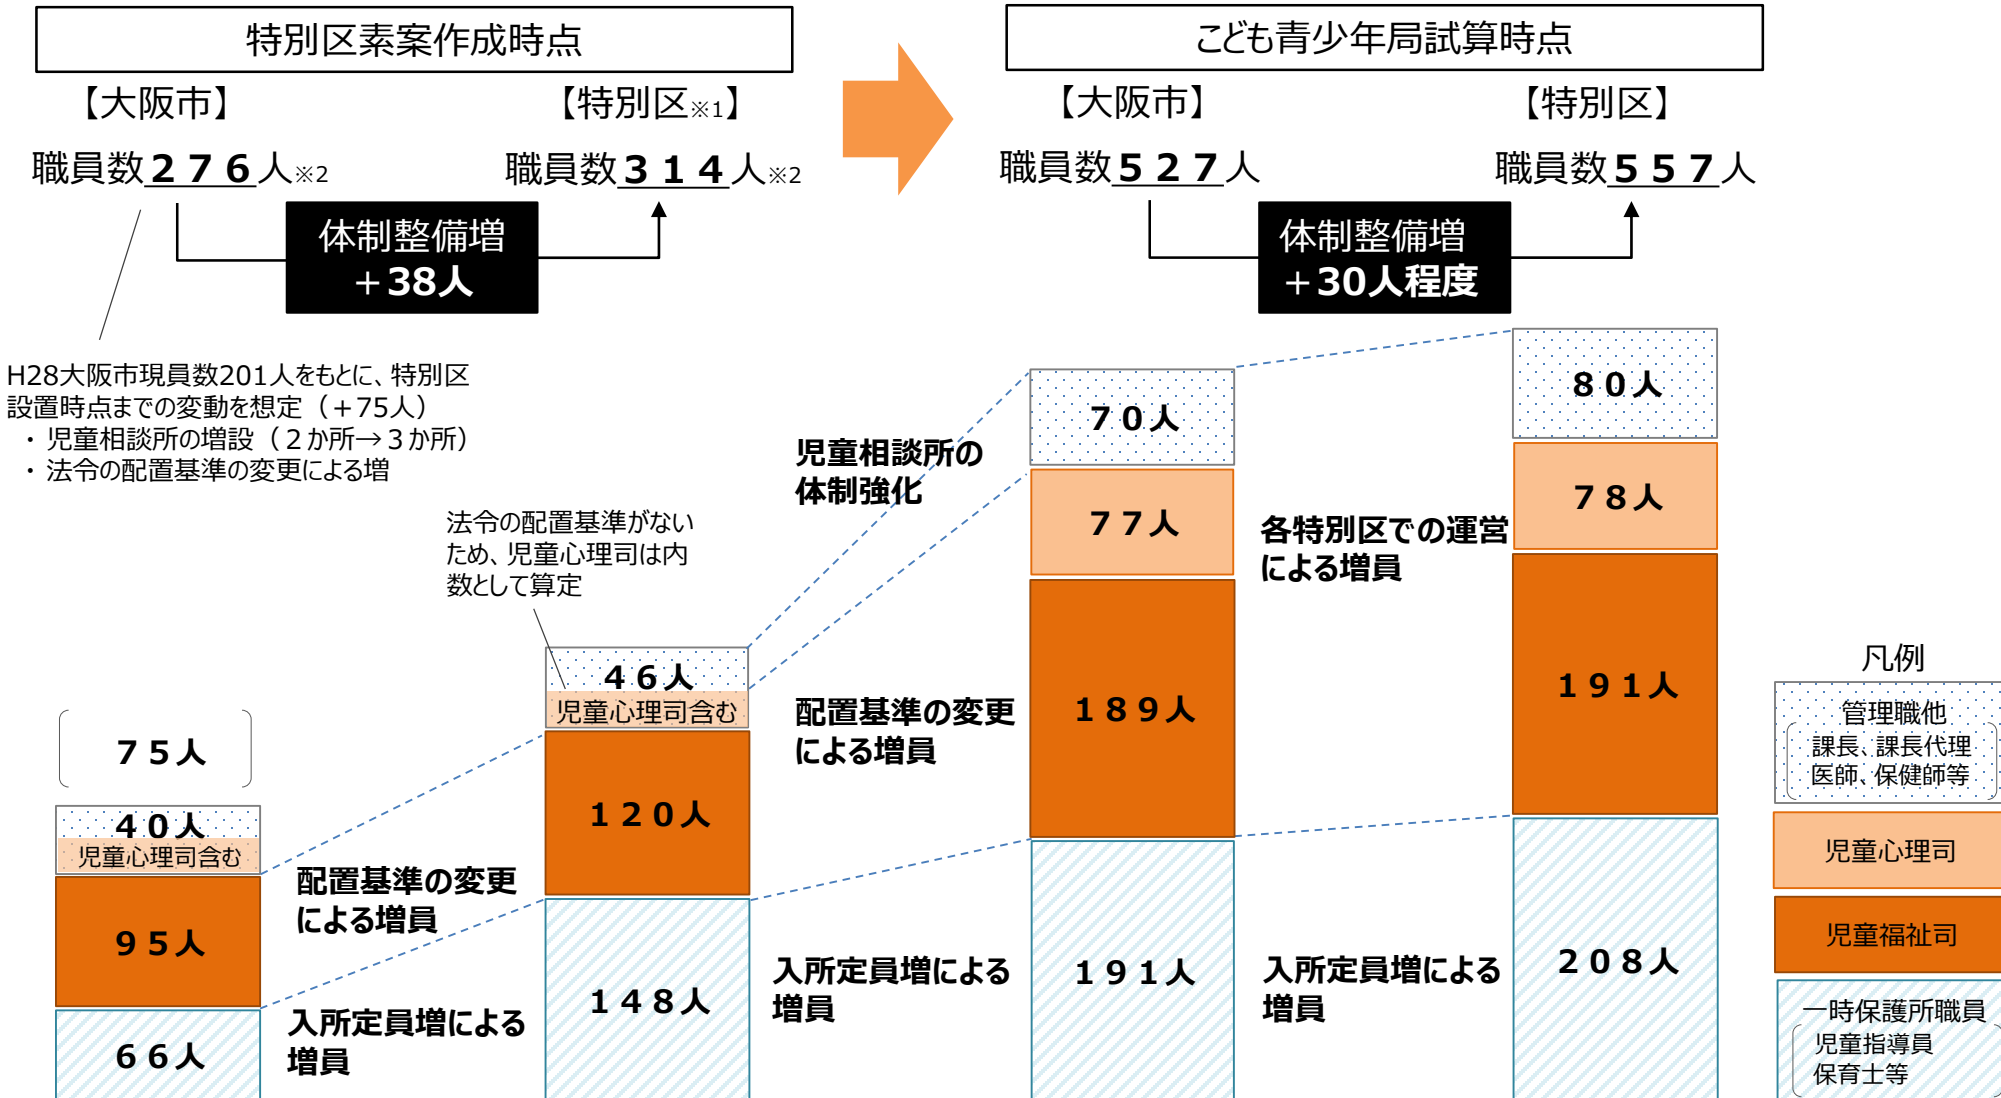 特別区素案作成時点
【大阪市】
【特別区※1】
職員数２７６人※2
職員数３１４人※2
体制整備増
＋38人
H28大阪市現員数201人をもとに、特別区
設置時点までの変動を想定（＋75人）
・ 児童相談所の増設（２か所→３か所）
・ 法令の配置基準の変更による増
こども青少年局試算時点
【大阪市】
【特別区】
職員数５２７人
職員数５５７人
体制整備増
＋30人程度
法令の配置基準がない
ため、児童心理司は内
数として算定
７５人
４０人
児童心理司含む
９５人
６６人
配置基準の変更
による増員
入所定員増による
増員
４６人
児童心理司含む
１２０人
１４８人
児童相談所の
体制強化
配置基準の変更
による増員
入所定員増による
増員
７０人
７７人
１８９人
１９１人
各特別区での運営
による増員
入所定員増による
増員
８０人
７８人
１９１人
２０８人
凡例
管理職他
課長、課長代理
医師、保健師等
児童心理司
児童福祉司
一時保護所職員
児童指導員
保育士等